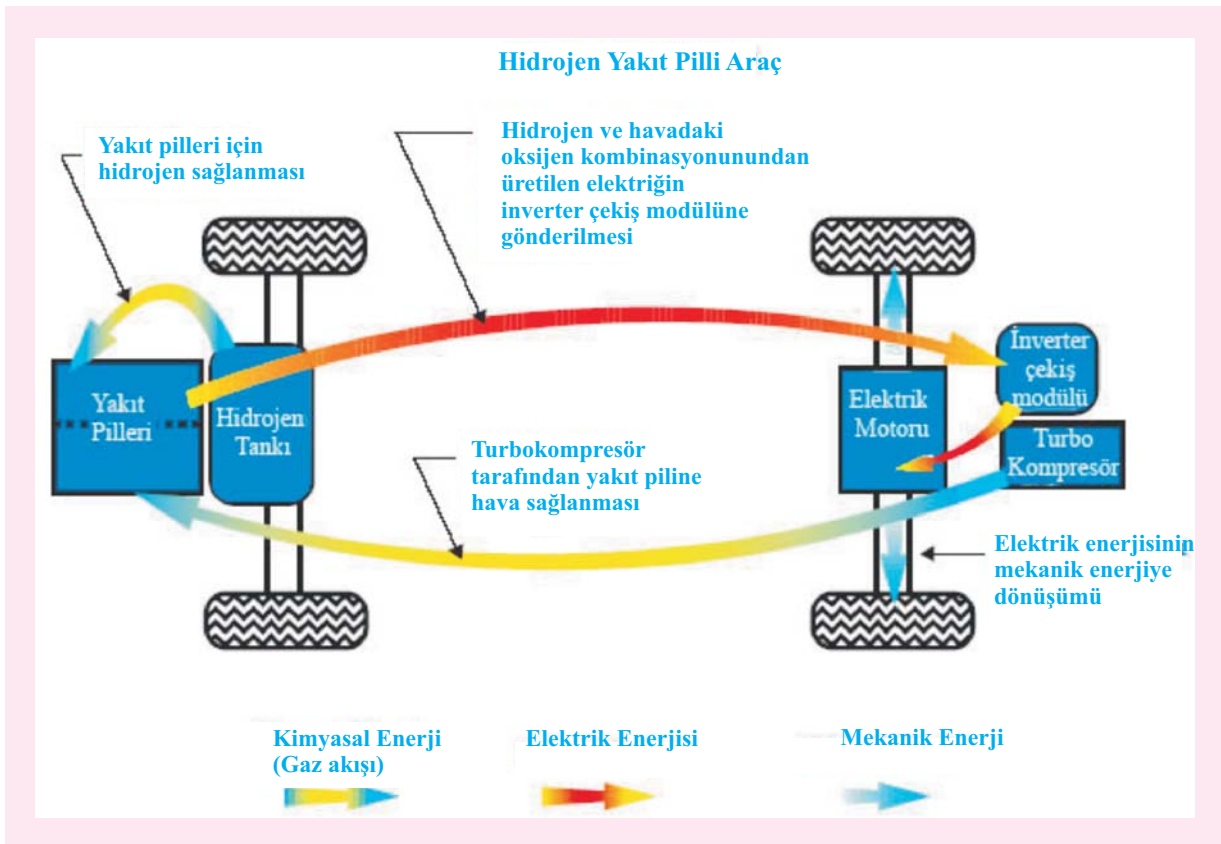 Hidrojen Yakıt Pilli Araç
Yakıt pilleri için
hidrojen sağlanması
Hidrojen ve havadaki
oksijen kombinasyonunundan
üretilen elektriğin
inverter çekiş modülüne
gönderilmesi
Yakıt
Pilleri
Hidrojen
Tankı
Elektrik
Motoru
İnverter
çekiş
modülü
Turbo
Kompresör
Turbokompresör
tarafından yakıt piline
hava sağlanması
Elektrik enerjisinin
mekanik enerjiye
dönüşümü
Kimyasal Enerji
(Gaz akışı)
Elektrik Enerjisi
Mekanik Enerji